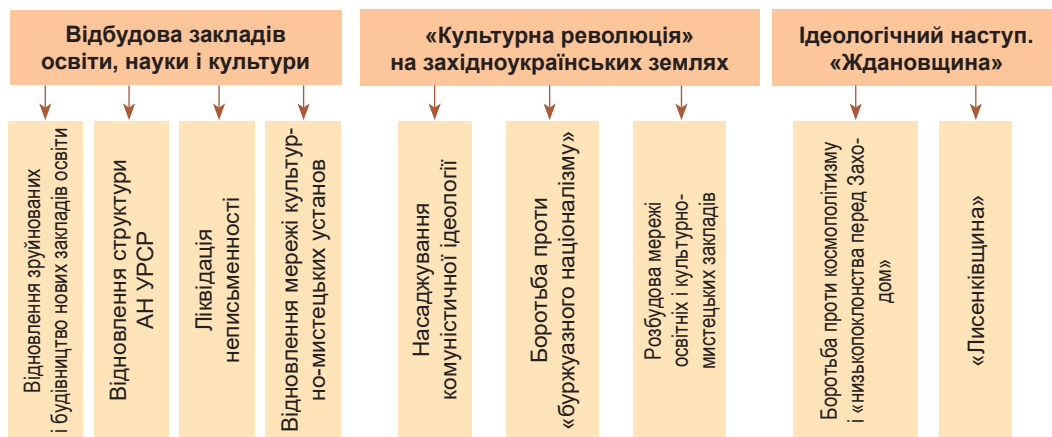 Відбудова закладів
освіти, науки і культури
Відновлення зруйнованих
і будівництво нових закладів освіти
Відновлення структури
АН УРСР
Ліквідація
неписьменності
Відновлення мережі культур-
но-мистецьких установ
«Культурна революція»
на західноукраїнських землях
Насаджування
комуністичної ідеології
Боротьба проти
«буржуазного націоналізму»
Розбудова мережі
освітніх і культурно-
мистецьких закладів
Ідеологічний наступ.
«Ждановщина»
Боротьба проти космополітизму
і «низькопоклонства перед Захо-
дом»
«Лисенківщина»